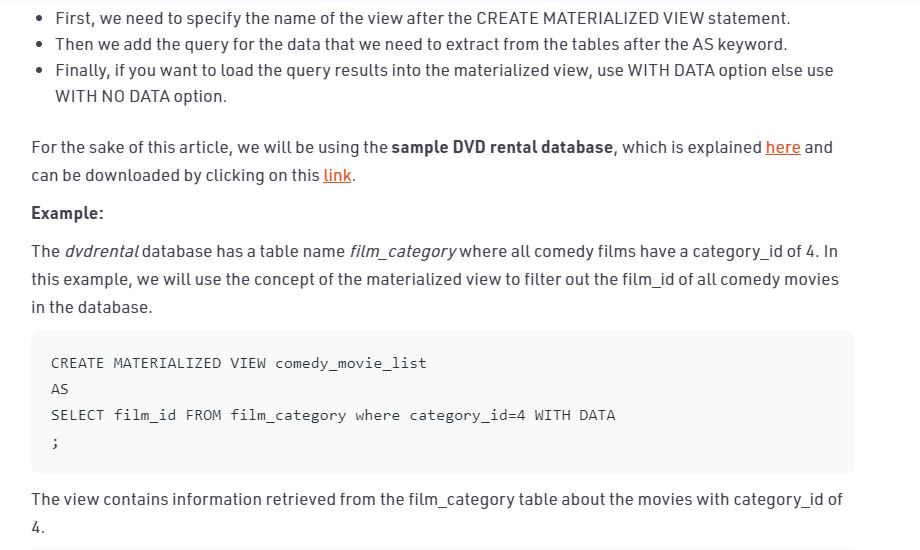 • First, we need to specify the name of the view after the CREATE MATERIALIZED VIEW statement.
• Then we add the query for the data that we need to extract from the tables after the AS keyword.
• Finally, if you want to load the query results into the materialized view, use WITH DATA option else use
WITH NO DATA option.
For the sake of this article, we will be using the sample DVD rental database, which is explained here and
can be downloaded by clicking on this link.
Example:
The dvdrental database has a table name film_category where all comedy films have a category_id of 4. In
this example, we will use the concept of the materialized view to filter out the film_id of all comedy movies
in the database.
CREATE MATERIALIZED VIEW comedy_movie_list
AS
SELECT film_id FROM film_category where category_id=4 WITH DATA
;
The view contains information retrieved from the film_category table about the movies with category_id of
4.